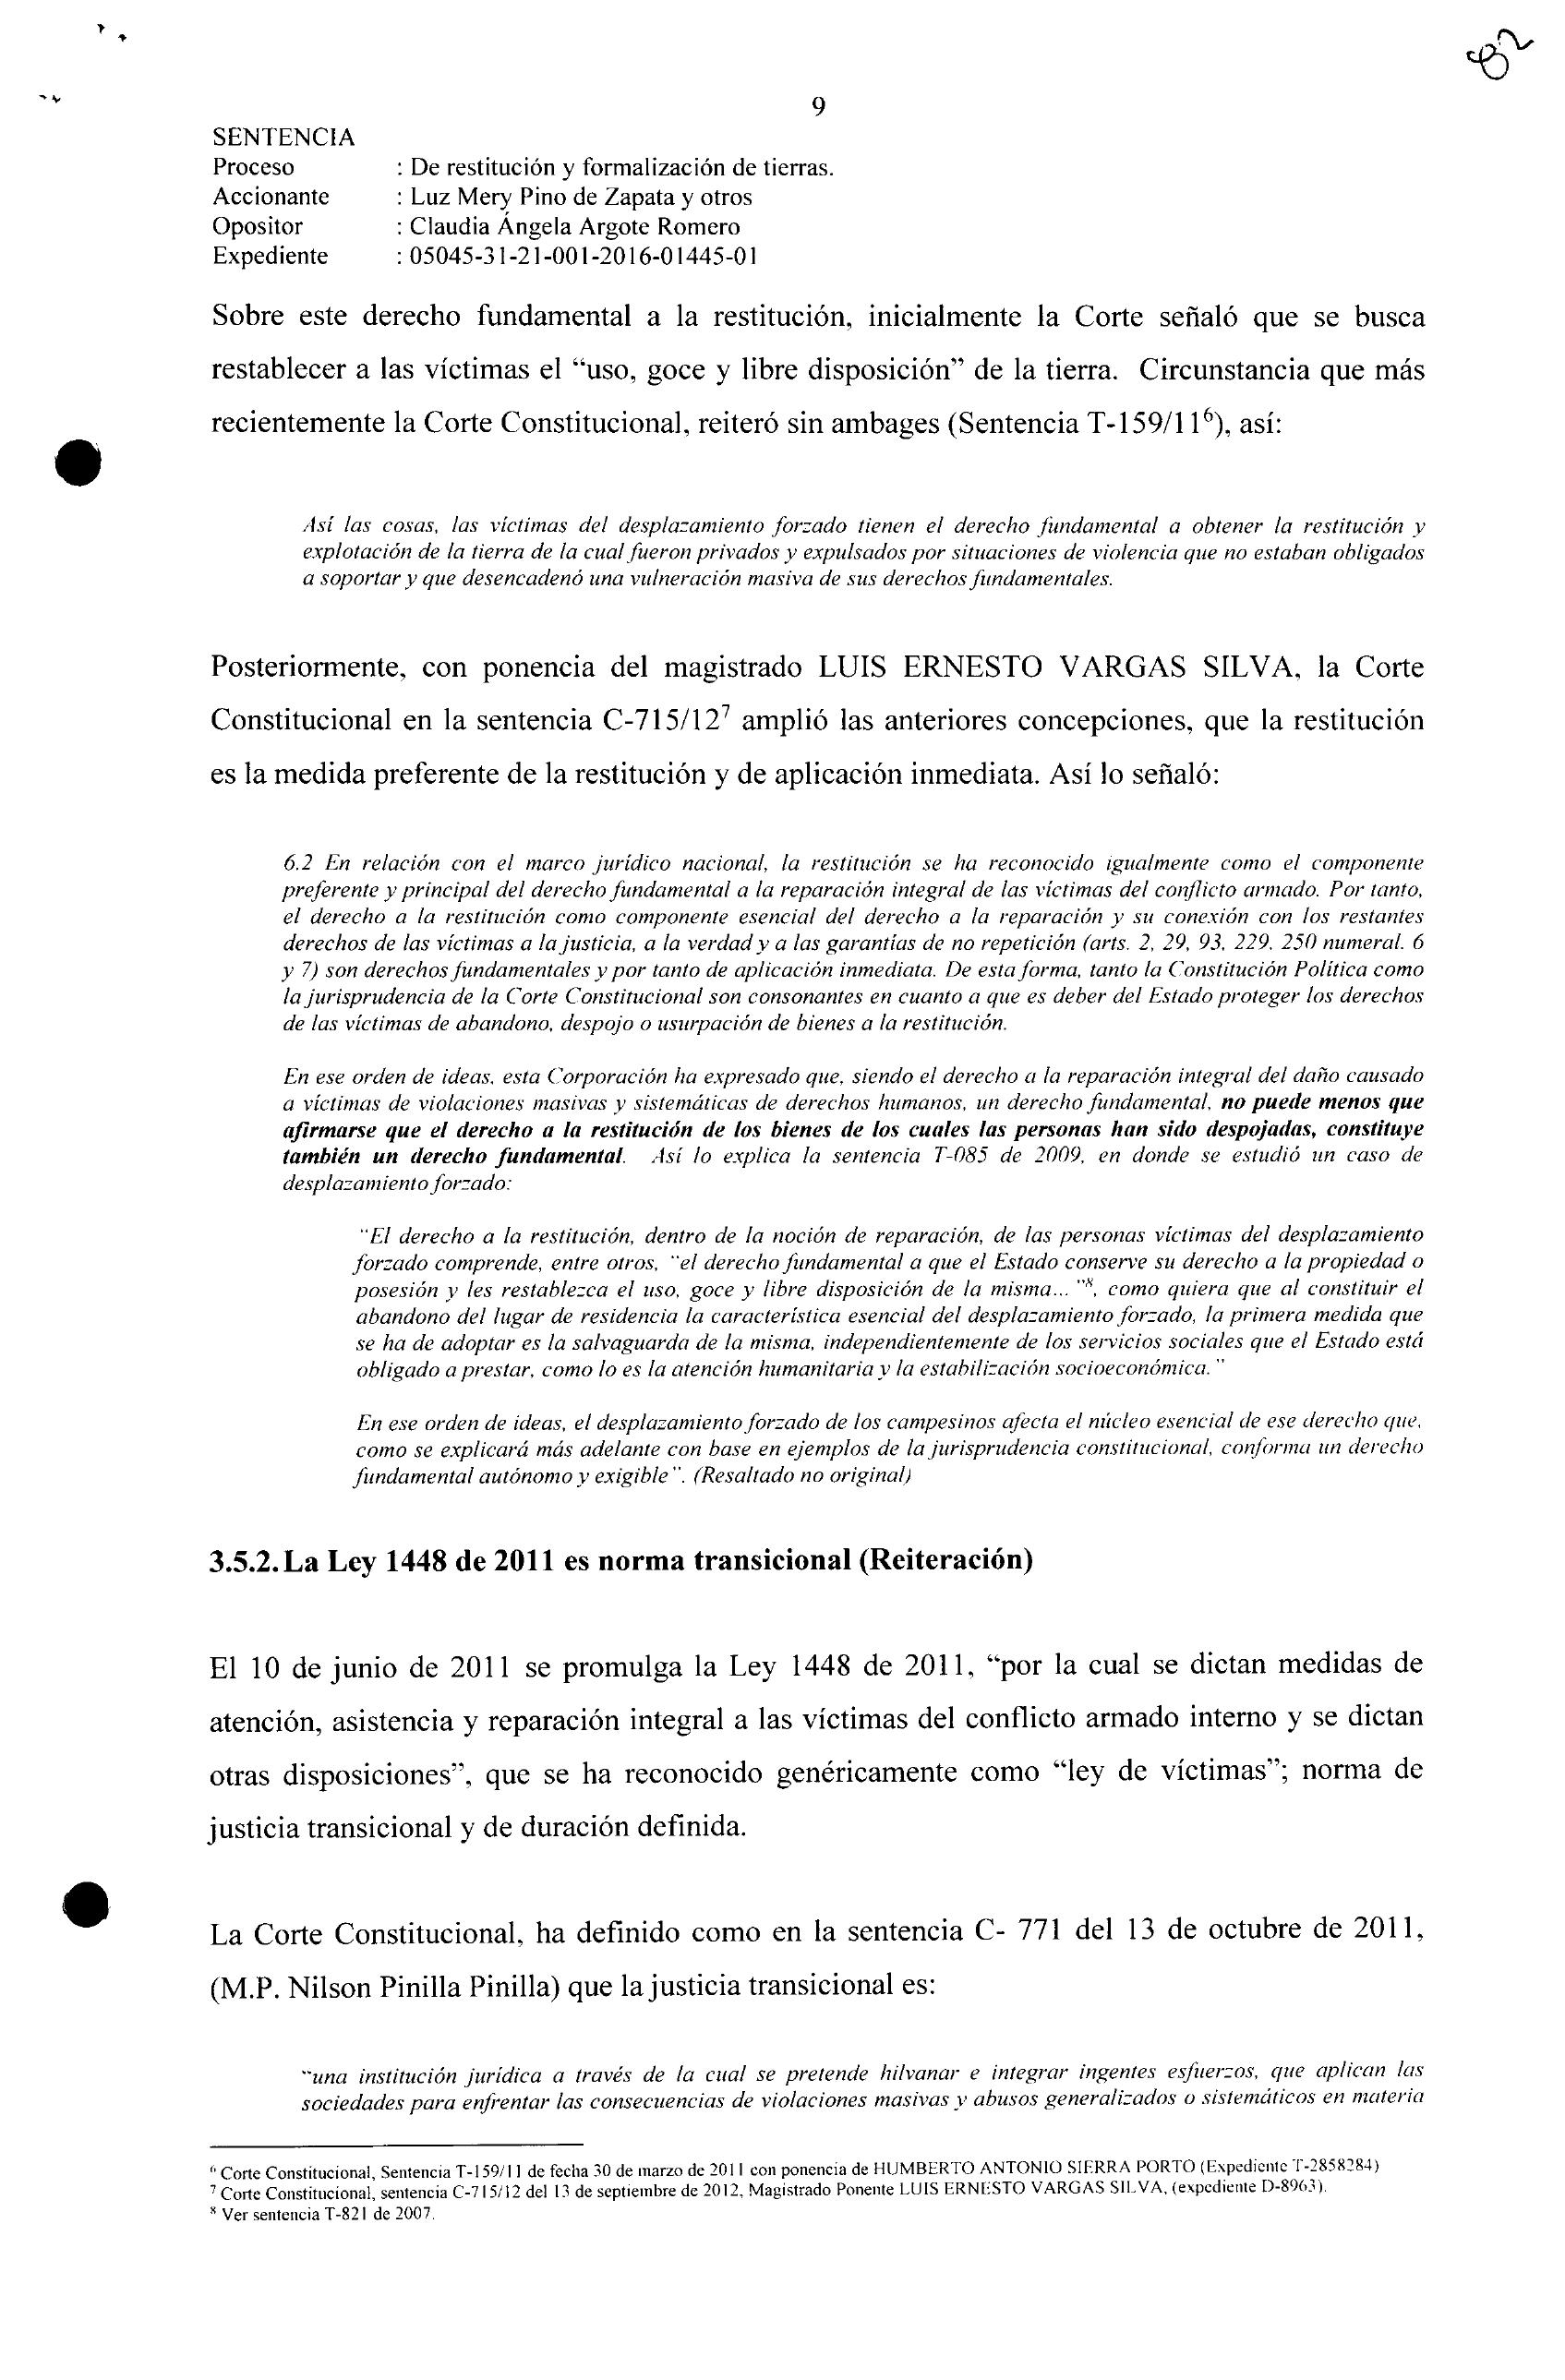 82
9
SENTENCIA
Proceso : De restitución y formalización de tierras.
Accionante : Luz Mery Pino de Zapata y otros
Opositor : Claudia Ángela Argote Romero
Expediente : 05045-31-21-001-2016-01445-01
Sobre este derecho fundamental a la restitución, inicialmente la Corte señaló que se busca
restablecer a las víctimas el “uso, goce y libre disposición” de la tierra. Circunstancia que más
recientemente la Corte Constitucional, reiteró sin ambages (Sentencia T-159/11⁶), así:
Así las cosas, las víctimas del desplazamiento forzado tienen el derecho fundamental a obtener la restitución y
explotación de la tierra de la cual fueron privados y expulsados por situaciones de violencia que no estaban obligados
a soportar y que desencadenó una vulneración masiva de sus derechos fundamentales.
Posteriormente, con ponencia del magistrado LUIS ERNESTO VARGAS SILVA, la Corte
Constitucional en la sentencia C-715/12⁷ amplió las anteriores concepciones, que la restitución
es la medida preferente de la restitución y de aplicación inmediata. Así lo señaló:
6.2 En relación con el marco jurídico nacional, la restitución se ha reconocido igualmente como el componente
preferente y principal del derecho fundamental a la reparación integral de las víctimas del conflicto armado. Por tanto,
el derecho a la restitución como componente esencial del derecho a la reparación y su conexión con los restantes
derechos de las víctimas a la justicia, a la verdad y a las garantías de no repetición (arts. 2, 29, 93, 229, 250 numeral. 6
y 7) son derechos fundamentales y por tanto de aplicación inmediata. De esta forma, tanto la Constitución Política como
la jurisprudencia de la Corte Constitucional son consonantes en cuanto a que es deber del Estado proteger los derechos
de las víctimas de abandono, despojo o usurpación de bienes a la restitución.
En ese orden de ideas, esta Corporación ha expresado que, siendo el derecho a la reparación integral del daño causado
a víctimas de violaciones masivas y sistemáticas de derechos humanos, un derecho fundamental, no puede menos que
afirmarse que el derecho a la restitución de los bienes de los cuales las personas han sido despojadas, constituye
también un derecho fundamental. Así lo explica la sentencia T-085 de 2009, en donde se estudió un caso de
desplazamiento forzado:
“El derecho a la restitución, dentro de la noción de reparación, de las personas víctimas del desplazamiento
forzado comprende, entre otros, “el derecho fundamental a que el Estado conserve su derecho a la propiedad o
posesión y les restablezca el uso, goce y libre disposición de la misma... ”⁸, como quiera que al constituir el
abandono del lugar de residencia la característica esencial del desplazamiento forzado, la primera medida que
se ha de adoptar es la salvaguarda de la misma, independientemente de los servicios sociales que el Estado está
obligado a prestar, como lo es la atención humanitaria y la estabilización socioeconómica.”
En ese orden de ideas, el desplazamiento forzado de los campesinos afecta el núcleo esencial de ese derecho que,
como se explicará más adelante con base en ejemplos de la jurisprudencia constitucional, conforma un derecho
fundamental autónomo y exigible”. (Resaltado no original)
3.5.2. La Ley 1448 de 2011 es norma transicional (Reiteración)
El 10 de junio de 2011 se promulga la Ley 1448 de 2011, “por la cual se dictan medidas de
atención, asistencia y reparación integral a las víctimas del conflicto armado interno y se dictan
otras disposiciones”, que se ha reconocido genéricamente como “ley de víctimas”; norma de
justicia transicional y de duración definida.
La Corte Constitucional, ha definido como en la sentencia C- 771 del 13 de octubre de 2011,
(M.P. Nilson Pinilla Pinilla) que la justicia transicional es:
“una institución jurídica a través de la cual se pretende hilvanar e integrar ingentes esfuerzos, que aplican las
sociedades para enfrentar las consecuencias de violaciones masivas y abusos generalizados o sistemáticos en materia
⁶ Corte Constitucional, Sentencia T-159/11 de fecha 30 de marzo de 2011 con ponencia de HUMBERTO ANTONIO SIERRA PORTO (Expediente T-2858284)
⁷ Corte Constitucional, sentencia C-715/12 del 13 de septiembre de 2012, Magistrado Ponente LUIS ERNESTO VARGAS SILVA, (expediente D-8963).
⁸ Ver sentencia T-821 de 2007.